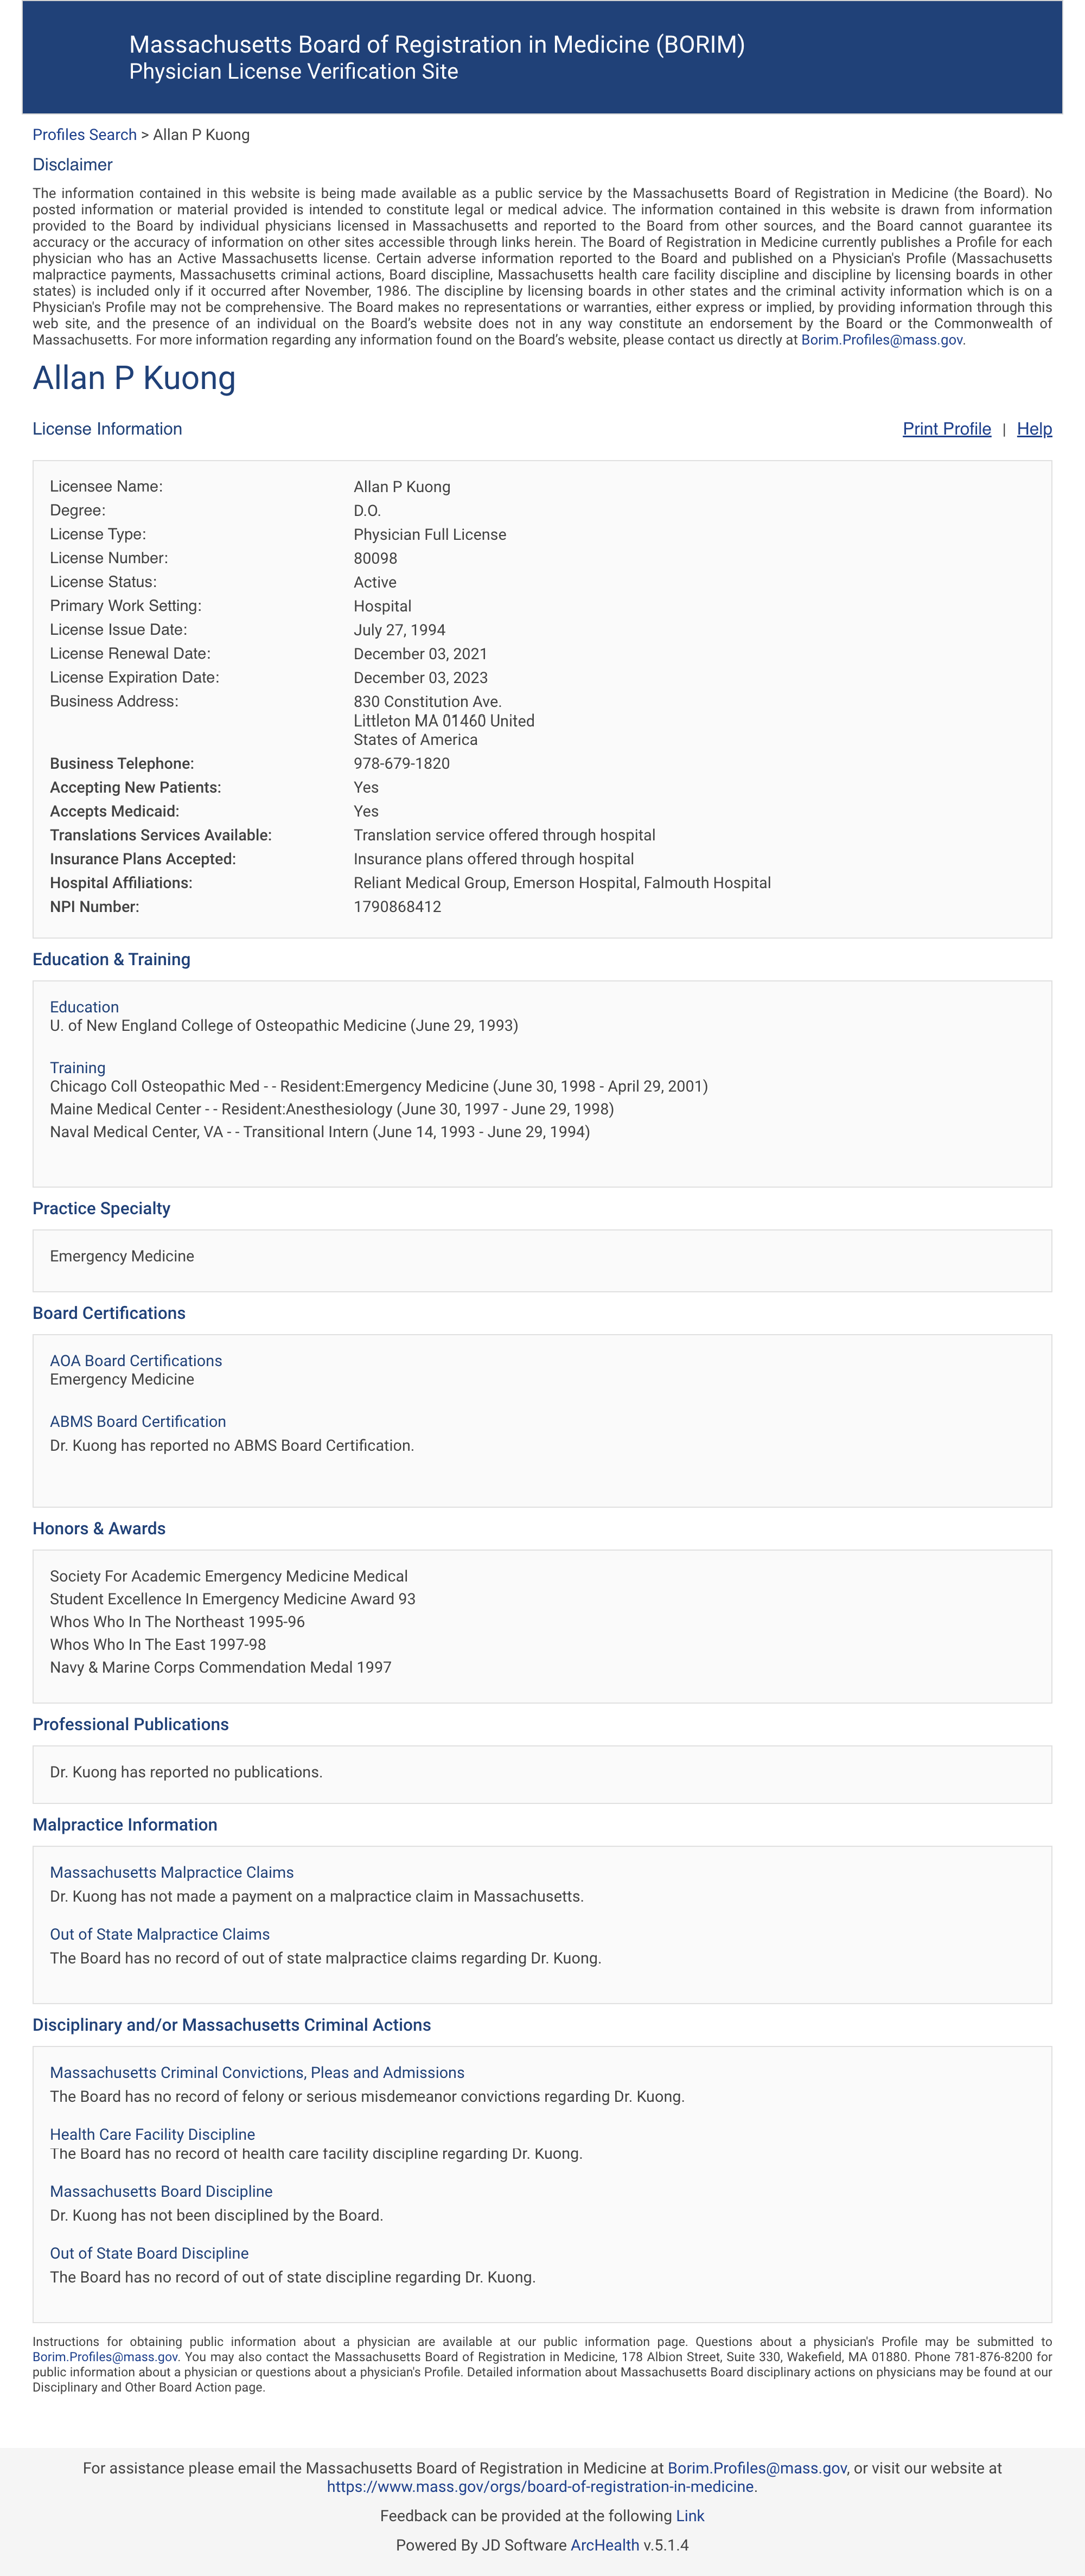 Massachusetts Board of Registration in Medicine (BORIM)
Physician License Verification Site
Profiles Search > Allan P Kuong
Disclaimer
The information contained in this website is being made available as a public service by the Massachusetts Board of Registration in Medicine (the Board). No
posted information or material provided is intended to constitute legal or medical advice. The information contained in this website is drawn from information
provided to the Board by individual physicians licensed in Massachusetts and reported to the Board from other sources, and the Board cannot guarantee its
accuracy or the accuracy of information on other sites accessible through links herein. The Board of Registration in Medicine currently publishes a Profile for each
physician who has an Active Massachusetts license. Certain adverse information reported to the Board and published on a Physician's Profile (Massachusetts
malpractice payments, Massachusetts criminal actions, Board discipline, Massachusetts health care facility discipline and discipline by licensing boards in other
states) is included only if it occurred after November, 1986. The discipline by licensing boards in other states and the criminal activity information which is on a
Physician's Profile may not be comprehensive. The Board makes no representations or warranties, either express or implied, by providing information through this
web site, and the presence of an individual on the Board’s website does not in any way constitute an endorsement by the Board or the Commonwealth of
Massachusetts. For more information regarding any information found on the Board’s website, please contact us directly at Borim.Profiles@mass.gov.
Allan P Kuong
License Information Print Profile | Help
Licensee Name: Allan P Kuong
Degree: D.O.
License Type: Physician Full License
License Number: 80098
License Status: Active
Primary Work Setting: Hospital
License Issue Date: July 27, 1994
License Renewal Date: December 03, 2021
License Expiration Date: December 03, 2023
Business Address: 830 Constitution Ave.
Littleton MA 01460 United
States of America
Business Telephone: 978-679-1820
Accepting New Patients: Yes
Accepts Medicaid: Yes
Translations Services Available: Translation service offered through hospital
Insurance Plans Accepted: Insurance plans offered through hospital
Hospital Affiliations: Reliant Medical Group, Emerson Hospital, Falmouth Hospital
NPI Number: 1790868412
Education & Training
Education
U. of New England College of Osteopathic Medicine (June 29, 1993)
Training
Chicago Coll Osteopathic Med - - Resident:Emergency Medicine (June 30, 1998 - April 29, 2001)
Maine Medical Center - - Resident:Anesthesiology (June 30, 1997 - June 29, 1998)
Naval Medical Center, VA - - Transitional Intern (June 14, 1993 - June 29, 1994)
Practice Specialty
Emergency Medicine
Board Certifications
AOA Board Certifications
Emergency Medicine
ABMS Board Certification
Dr. Kuong has reported no ABMS Board Certification.
Honors & Awards
Society For Academic Emergency Medicine Medical
Student Excellence In Emergency Medicine Award 93
Whos Who In The Northeast 1995-96
Whos Who In The East 1997-98
Navy & Marine Corps Commendation Medal 1997
Professional Publications
Dr. Kuong has reported no publications.
Malpractice Information
Massachusetts Malpractice Claims
Dr. Kuong has not made a payment on a malpractice claim in Massachusetts.
Out of State Malpractice Claims
The Board has no record of out of state malpractice claims regarding Dr. Kuong.
Disciplinary and/or Massachusetts Criminal Actions
Massachusetts Criminal Convictions, Pleas and Admissions
The Board has no record of felony or serious misdemeanor convictions regarding Dr. Kuong.
Health Care Facility Discipline
The Board has no record of health care facility discipline regarding Dr. Kuong.
Massachusetts Board Discipline
Dr. Kuong has not been disciplined by the Board.
Out of State Board Discipline
The Board has no record of out of state discipline regarding Dr. Kuong.
Instructions for obtaining public information about a physician are available at our public information page. Questions about a physician's Profile may be submitted to
Borim.Profiles@mass.gov. You may also contact the Massachusetts Board of Registration in Medicine, 178 Albion Street, Suite 330, Wakefield, MA 01880. Phone 781-876-8200 for
public information about a physician or questions about a physician's Profile. Detailed information about Massachusetts Board disciplinary actions on physicians may be found at our
Disciplinary and Other Board Action page.
For assistance please email the Massachusetts Board of Registration in Medicine at Borim.Profiles@mass.gov, or visit our website at
https://www.mass.gov/orgs/board-of-registration-in-medicine.
Feedback can be provided at the following Link
Powered By JD Software ArcHealth v.5.1.4